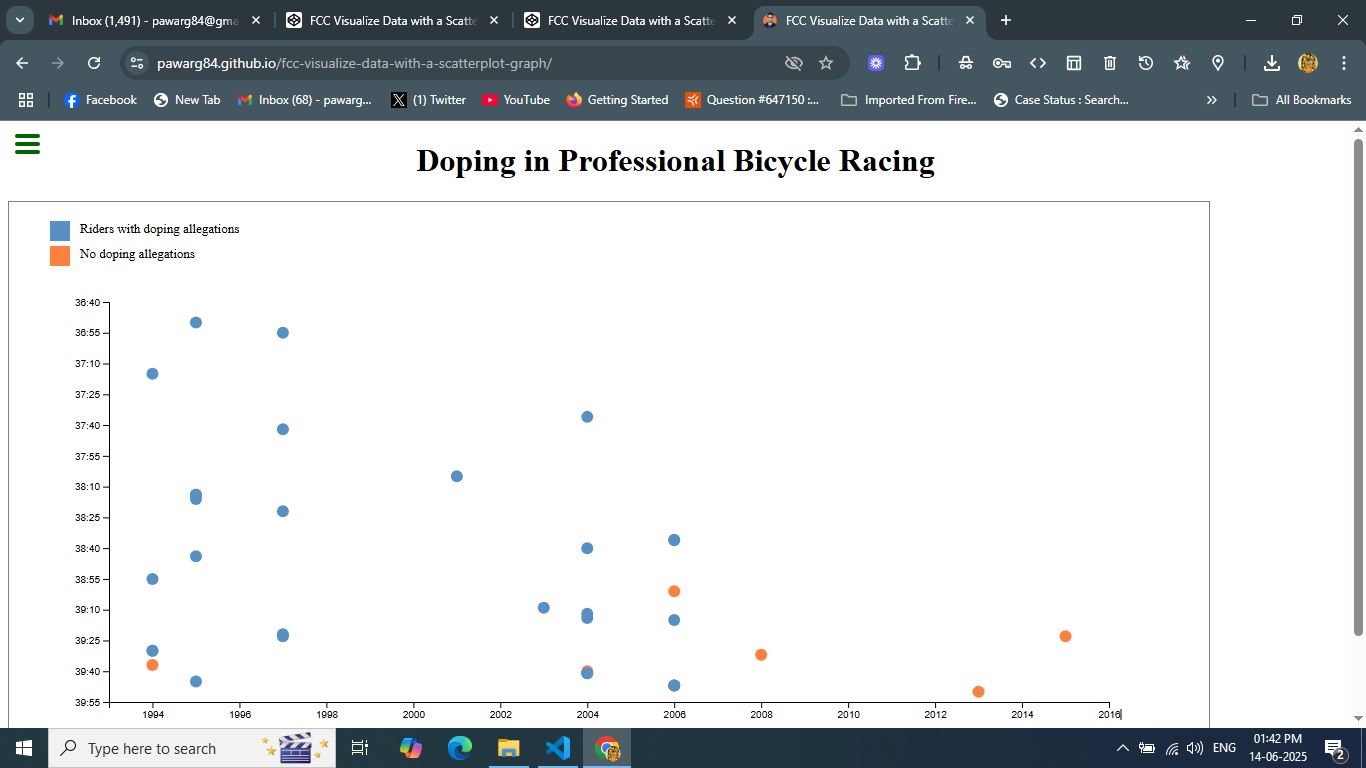 Inbox (1,491) - pawarg84@gma
FCC Visualize Data with a Scatte
FCC Visualize Data with a Scatte
FCC Visualize Data with a Scatte
pawarg84.github.io/fcc-visualize-data-with-a-scatterplot-graph/
Facebook
New Tab
Inbox (68) - pawarg...
(1) Twitter
YouTube
Getting Started
Question #647150 :...
Imported From Fire...
Case Status : Search...
»
All Bookmarks
Doping in Professional Bicycle Racing
Riders with doping allegations
No doping allegations
36:40
36:55
37:10
37:25
37:40
37:55
38:10
38:25
38:40
38:55
39:10
39:25
39:40
39:55
1994 1996 1998 2000 2002 2004 2006 2008 2010 2012 2014 2016
Type here to search
ENG
01:42 PM
14-06-2025
2